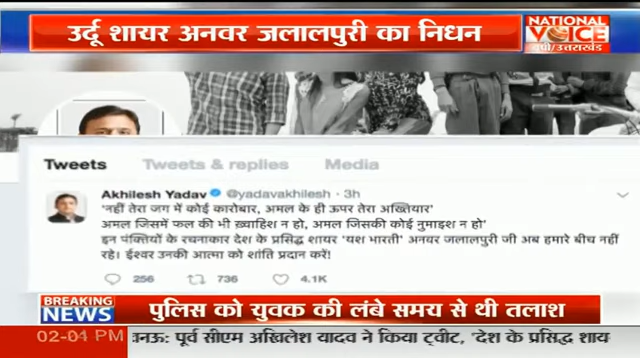 उर्दू शायर अनवर जलालपुरी का निधन
NATIONAL
VOICE
यूपी/उत्तराखंड
Tweets Tweets & replies Media
Akhilesh Yadav @yadavakhilesh · 3h
'नहीं तेरा जग में कोई कारोबार, अमल के ही ऊपर तेरा अख्तियार'
अमल जिसमें फल की भी ख़्वाहिश न हो, अमल जिसकी कोई नुमाइश न हो'
इन पंक्तियों के रचनाकार देश के प्रसिद्ध शायर 'यश भारती' अनवर जलालपुरी जी अब हमारे बीच नहीं
रहे। ईश्वर उनकी आत्मा को शांति प्रदान करें!
256 736 4.1K
BREAKING
NEWS
पुलिस को युवक की लंबे समय से थी तलाश
02:04 PM
खनऊ: पूर्व सीएम अखिलेश यादव ने किया ट्वीट, 'देश के प्रसिद्ध शाय